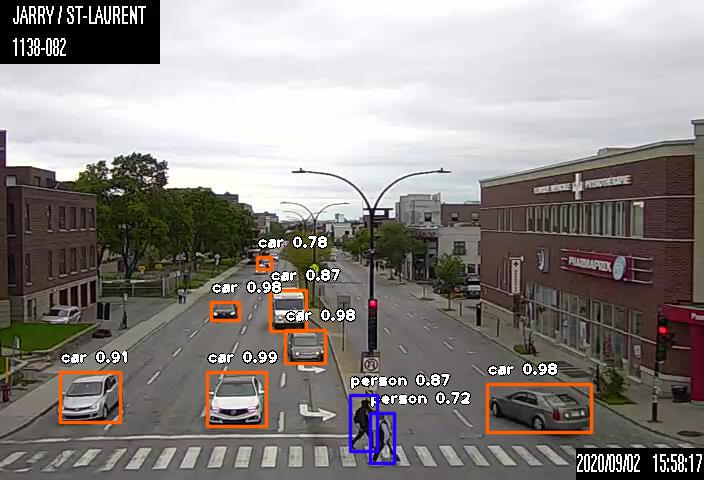 JARRY / ST-LAURENT
1138-082
car 0.78
car 0.87
car 0.98
car 0.98
car 0.91
car 0.99
car 0.98
person 0.87
person 0.72
PHARMAPRIX
2020/09/02 15:58:17